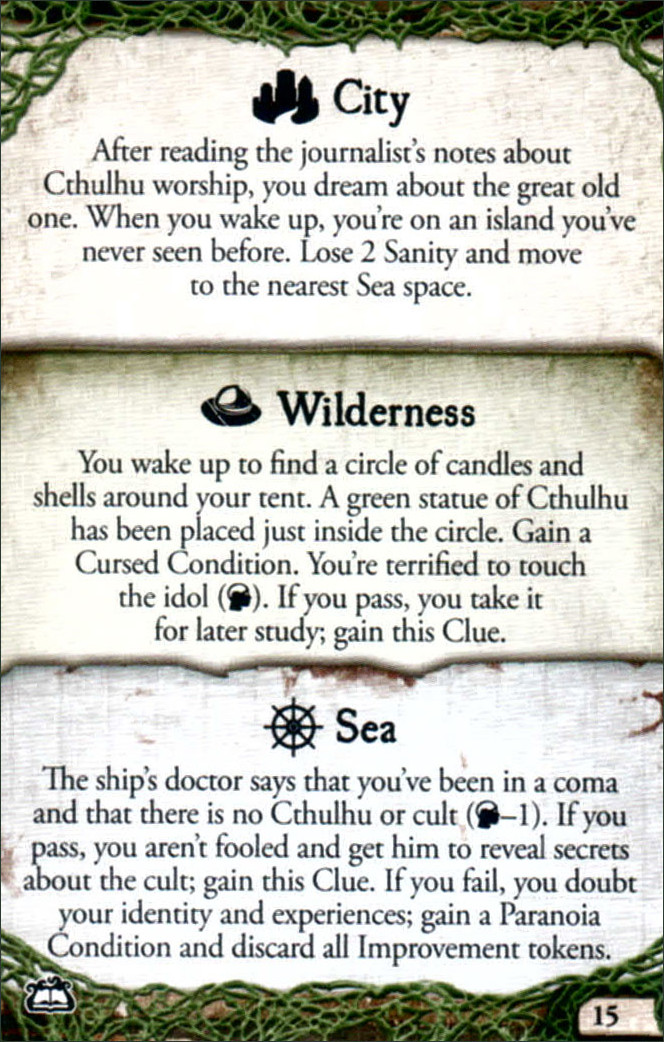 City
After reading the journalist's notes about
Cthulhu worship, you dream about the great old
one. When you wake up, you're on an island you've
never seen before. Lose 2 Sanity and move
to the nearest Sea space.
Wilderness
You wake up to find a circle of candles and
shells around your tent. A green statue of Cthulhu
has been placed just inside the circle. Gain a
Cursed Condition. You're terrified to touch
the idol (). If you pass, you take it
for later study; gain this Clue.
Sea
The ship's doctor says that you've been in a coma
and that there is no Cthulhu or cult (–1). If you
pass, you aren't fooled and get him to reveal secrets
about the cult; gain this Clue. If you fail, you doubt
your identity and experiences; gain a Paranoia
Condition and discard all Improvement tokens.
15